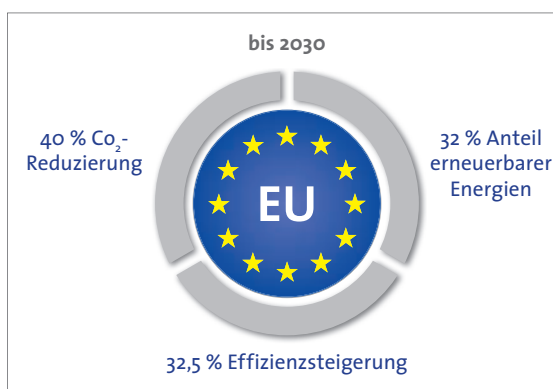 bis 2030
40 % Co₂-
Reduzierung
32 % Anteil
erneuerbarer
Energien
EU
32,5 % Effizienzsteigerung